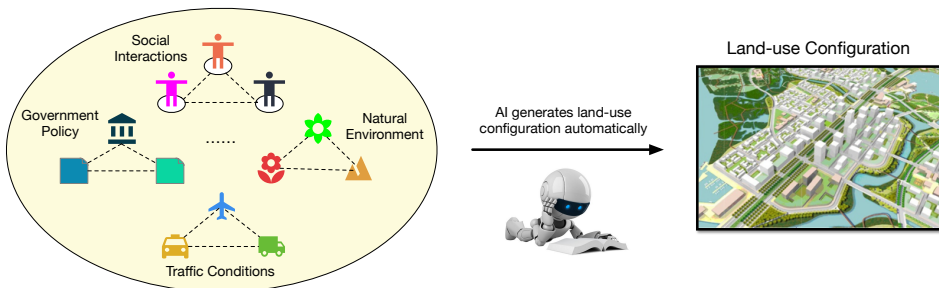 Social
Interactions
Government
Policy
Natural
Environment
......
Traffic Conditions
AI generates land-use
configuration automatically
Land-use Configuration